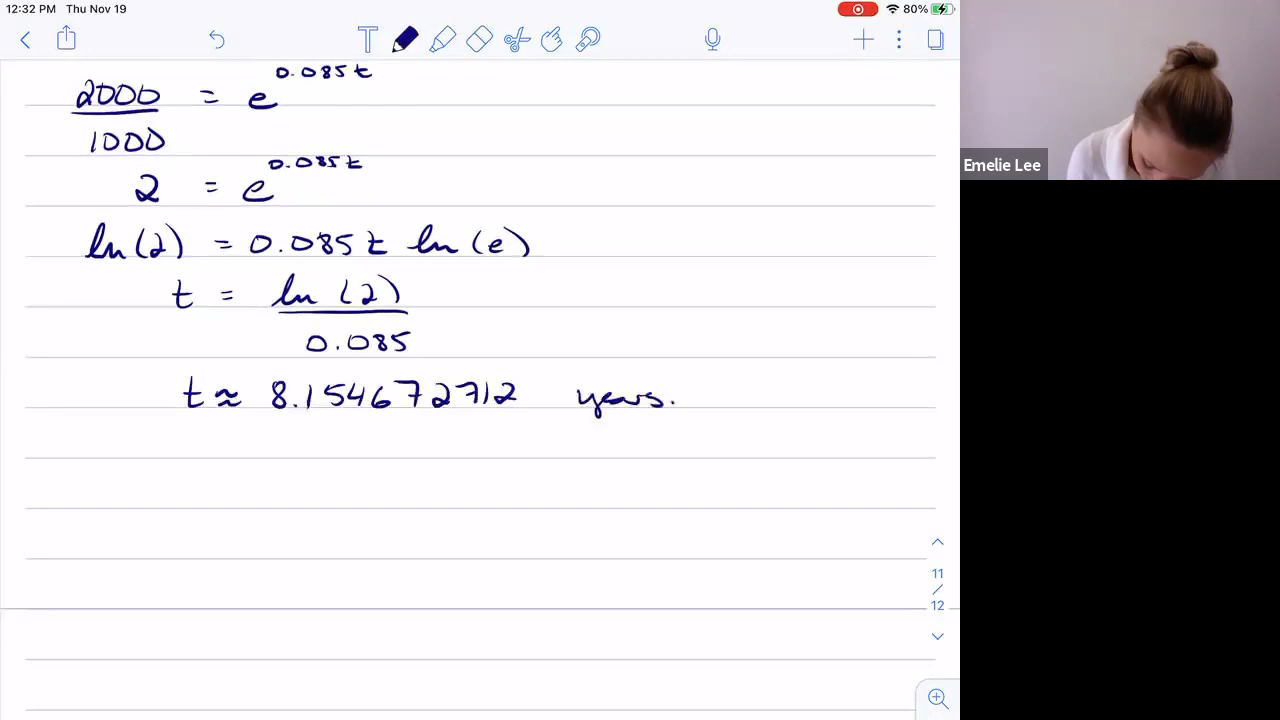 12:32 PM Thu Nov 19
80%
T
2000 = e^0.085t
1000
2 = e^0.085t
ln(2) = 0.085t ln(e)
t = ln(2)
0.085
t ≈ 8.154672712 years.
11
/
12
Emelie Lee